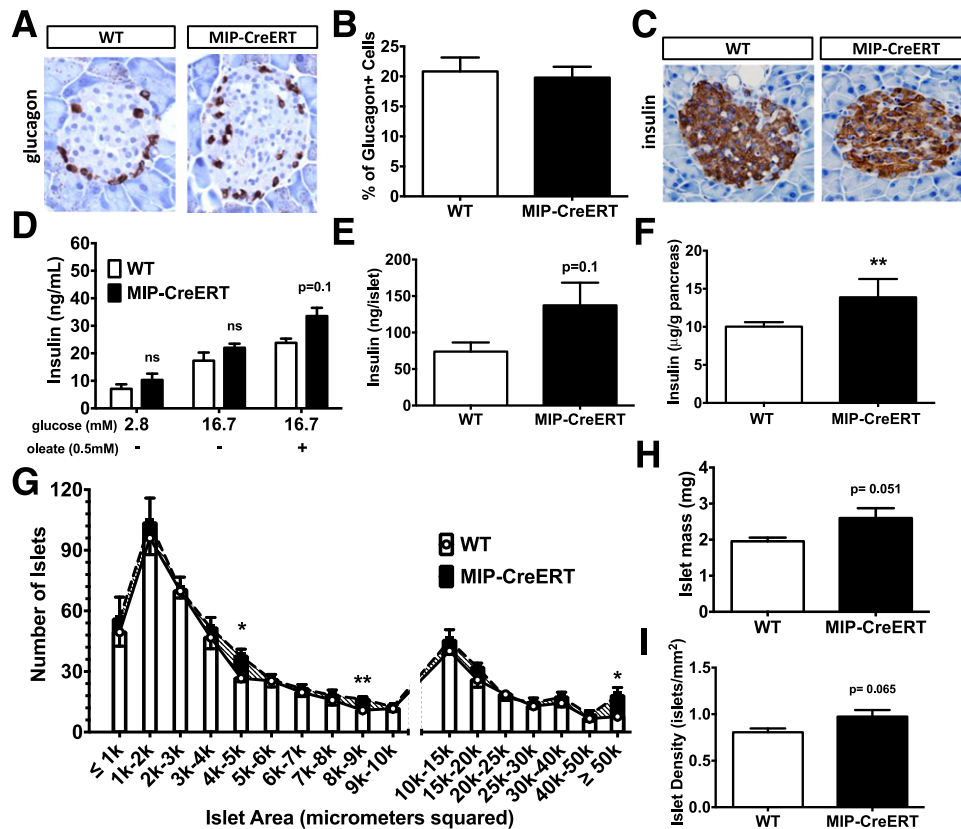 A
WT
MIP-CreERT
glucagon
B
% of Glucagon+ Cells
25
20
15
10
5
0
WT
MIP-CreERT
C
WT
MIP-CreERT
insulin
D
Insulin (ng/mL)
60
50
40
30
20
10
0
WT
MIP-CreERT
ns
ns
p=0.1
glucose (mM) 2.8 16.7 16.7
oleate (0.5mM) - - +
E
Insulin (ng/islet)
200
150
100
50
0
p=0.1
WT
MIP-CreERT
F
Insulin (µg/g pancreas)
20
15
10
5
0
**
WT
MIP-CreERT
G
Number of Islets
120
90
60
30
0
WT
MIP-CreERT
*
**
*
≤ 1k
1k-2k
2k-3k
3k-4k
4k-5k
5k-6k
6k-7k
7k-8k
8k-9k
9k-10k
10k-15k
15k-20k
20k-25k
25k-30k
30k-40k
40k-50k
≥ 50k
Islet Area (micrometers squared)
H
Islet mass (mg)
4
3
2
1
0
p= 0.051
WT
MIP-CreERT
I
Islet Density (islets/mm²)
1.5
1.0
0.5
0.0
p= 0.065
WT
MIP-CreERT